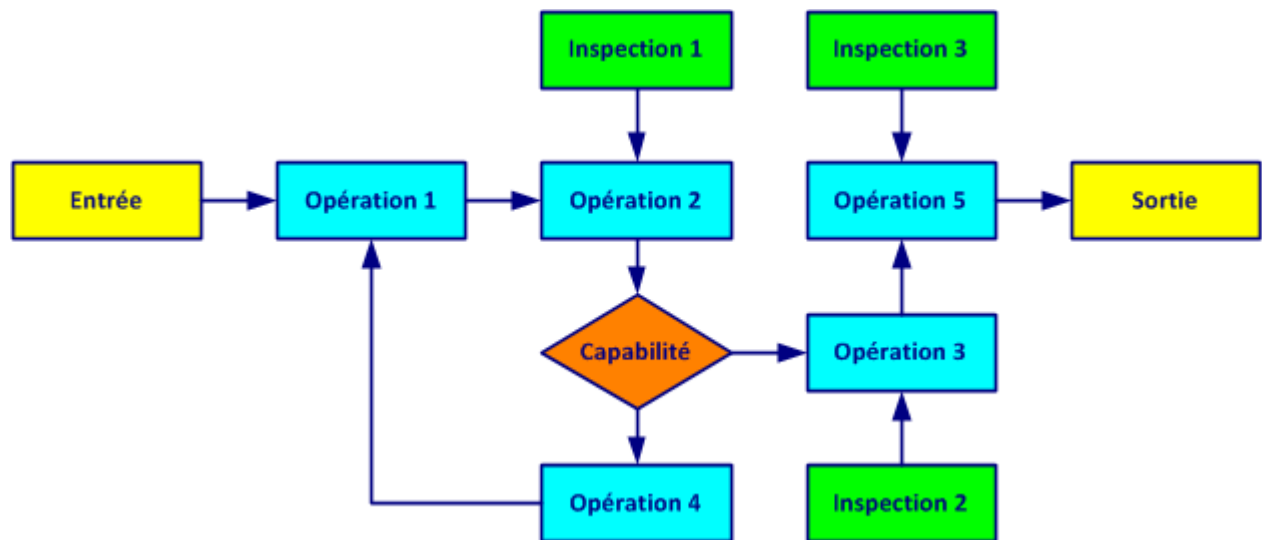 Inspection 1
Inspection 3
Entrée
Opération 1
Opération 2
Opération 5
Sortie
Capabilité
Opération 3
Opération 4
Inspection 2